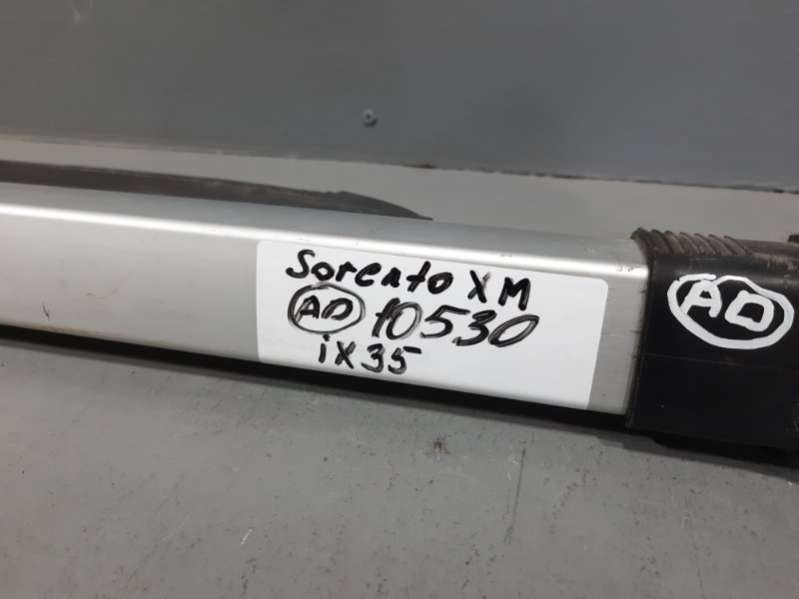 Sorento XM
AD 10530
iX35
AD